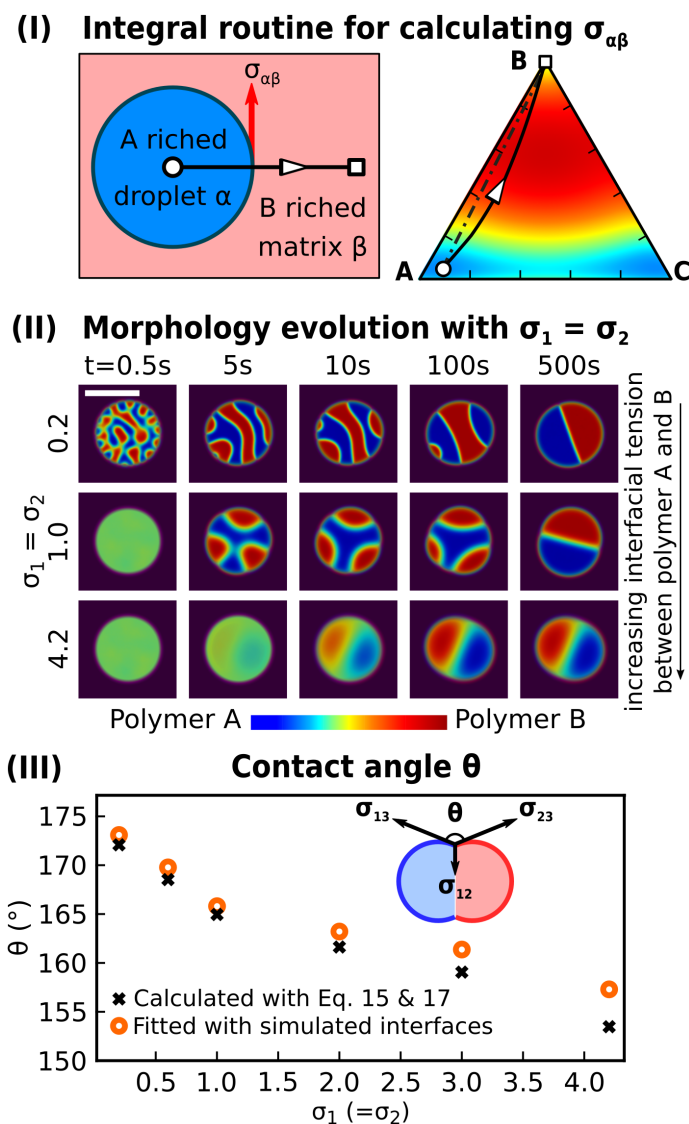 (I) Integral routine for calculating σαβ
σαβ
A riched
droplet α
B riched
matrix β
B
A
C
(II) Morphology evolution with σ₁ = σ₂
t=0.5s 5s 10s 100s 500s
0.2
1.0
4.2
σ₁ = σ₂
increasing interfacial tension
between polymer A and B
Polymer A Polymer B
(III) Contact angle θ
σ₁₃ θ σ₂₃
σ₁₂
175
170
165
160
155
150
θ (°)
Calculated with Eq. 15 & 17
Fitted with simulated interfaces
0.5 1.0 1.5 2.0 2.5 3.0 3.5 4.0
σ₁ (=σ₂)